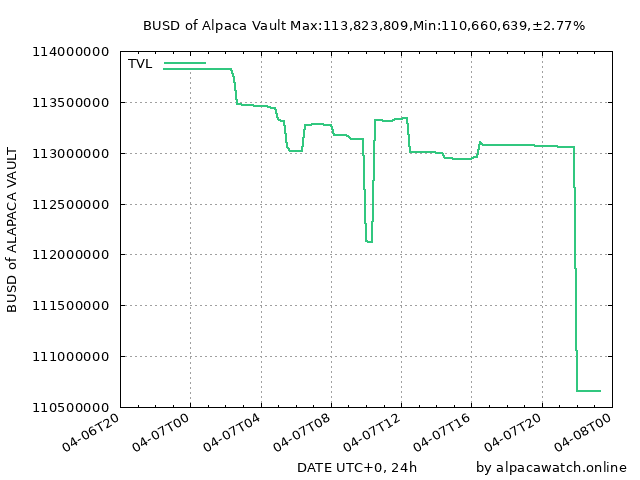 BUSD of Alpaca Vault Max:113,823,809,Min:110,660,639,±2.77%
TVL
BUSD of ALAPACA VAULT
114000000
113500000
113000000
112500000
112000000
111500000
111000000
110500000
04-06T20
04-07T00
04-07T04
04-07T08
04-07T12
04-07T16
04-07T20
04-08T00
DATE UTC+0, 24h
by alpacawatch.online